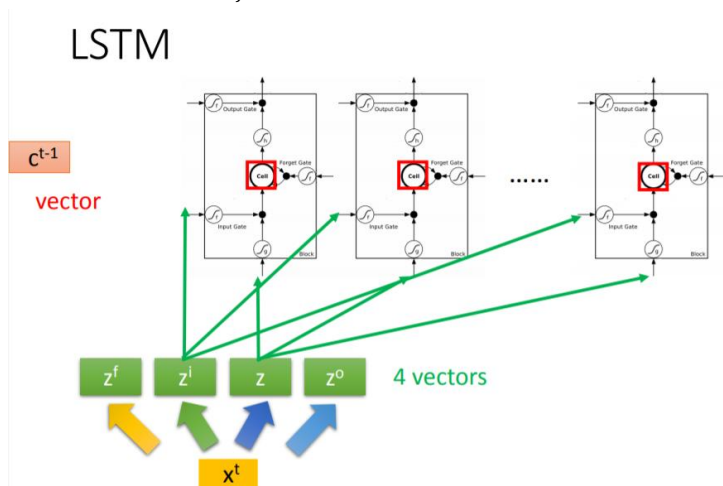 LSTM
f
Output Gate
h
Forget Gate
Cell
f
f
Input Gate
g
Block
f
Output Gate
h
Forget Gate
Cell
f
f
Input Gate
g
Block
......
f
Output Gate
h
Forget Gate
Cell
f
f
Input Gate
g
Block
c^t-1
vector
z^f z^i z z^o 4 vectors
x^t